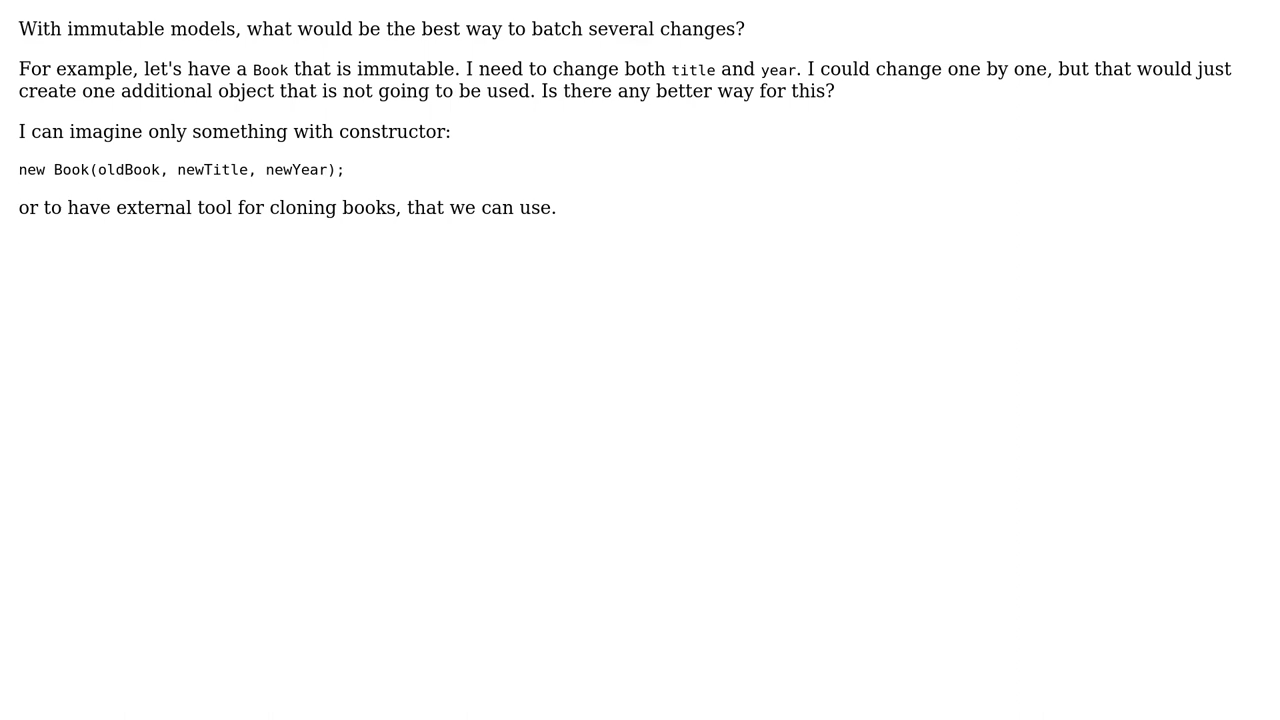 With immutable models, what would be the best way to batch several changes?
For example, let's have a Book that is immutable. I need to change both title and year. I could change one by one, but that would just
create one additional object that is not going to be used. Is there any better way for this?
I can imagine only something with constructor:
new Book(oldBook, newTitle, newYear);
or to have external tool for cloning books, that we can use.